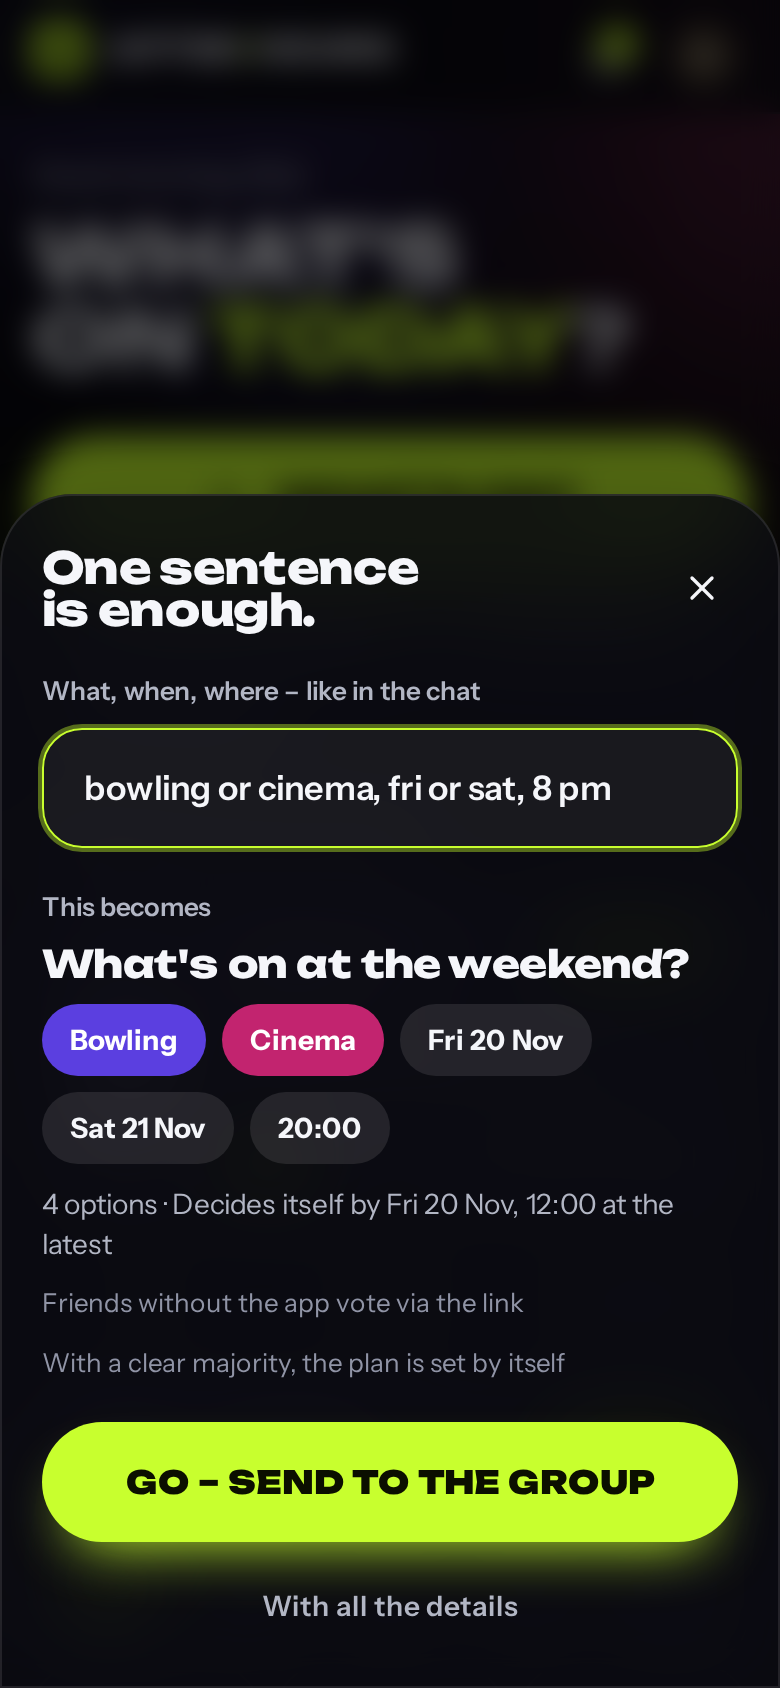 WHAT'S
ON TODAY?
One sentence
is enough.
What, when, where – like in the chat
bowling or cinema, fri or sat, 8 pm
This becomes
What's on at the weekend?
Bowling
Cinema
Fri 20 Nov
Sat 21 Nov
20:00
4 options · Decides itself by Fri 20 Nov, 12:00 at the
latest
Friends without the app vote via the link
With a clear majority, the plan is set by itself
GO – SEND TO THE GROUP
With all the details